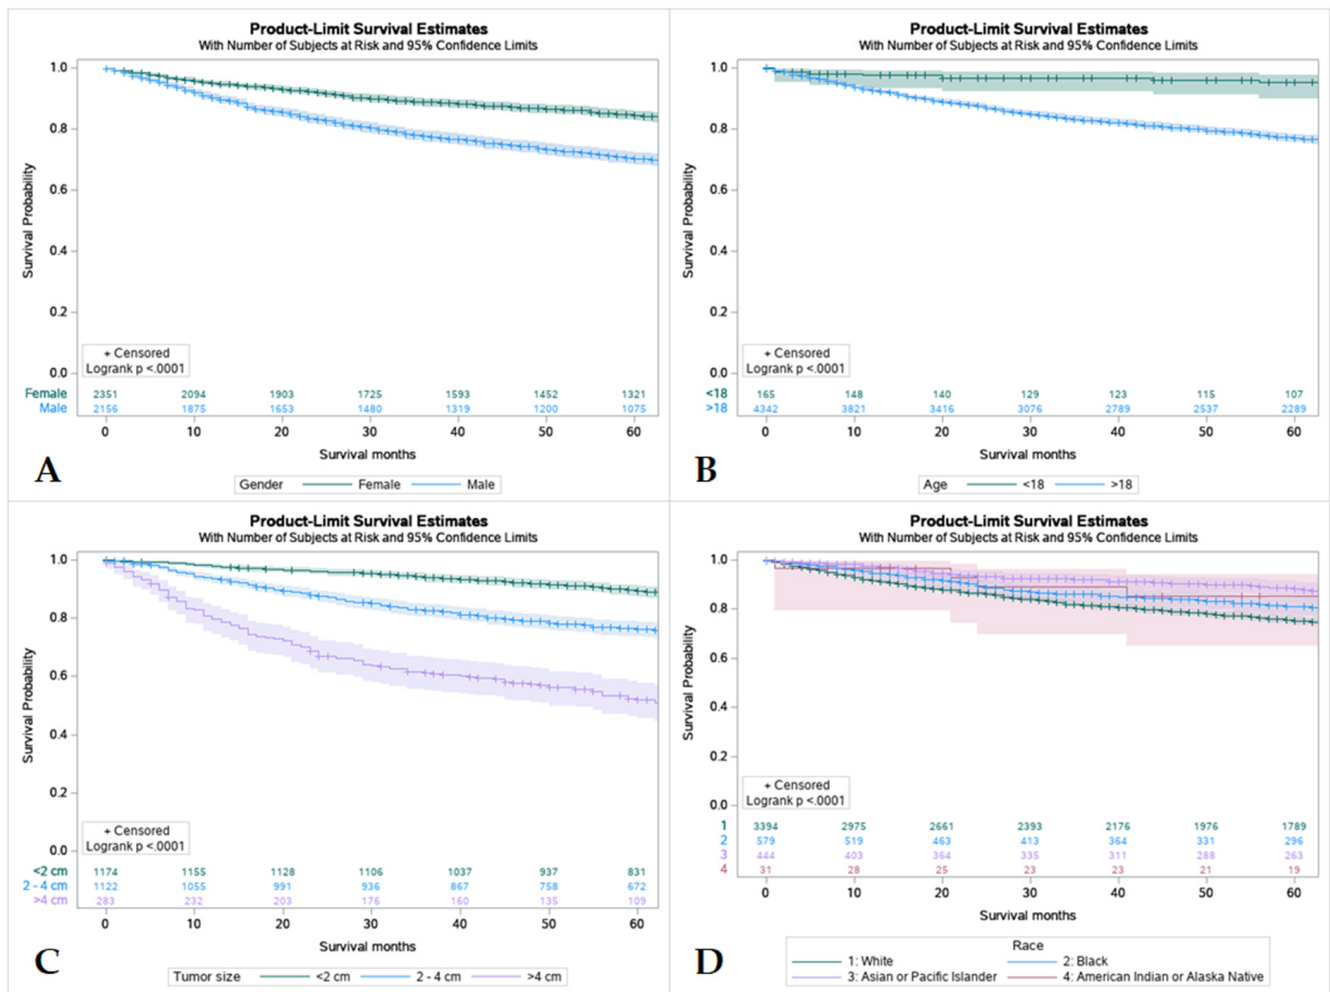 Product-Limit Survival Estimates
With Number of Subjects at Risk and 95% Confidence Limits
1.0
0.8
0.6
0.4
0.2
0.0
Survival Probability
+ Censored
Logrank p <.0001
Female 2351 2094 1903 1725 1593 1452 1321
Male 2156 1875 1653 1480 1319 1200 1075
0 10 20 30 40 50 60
Survival months
A
Gender Female Male
Product-Limit Survival Estimates
With Number of Subjects at Risk and 95% Confidence Limits
1.0
0.8
0.6
0.4
0.2
0.0
Survival Probability
+ Censored
Logrank p <.0001
<18 165 148 140 129 123 115 107
>18 4342 3821 3416 3076 2789 2537 2289
0 10 20 30 40 50 60
Survival months
B
Age <18 >18
Product-Limit Survival Estimates
With Number of Subjects at Risk and 95% Confidence Limits
1.0
0.8
0.6
0.4
0.2
0.0
Survival Probability
+ Censored
Logrank p <.0001
<2 cm 1174 1155 1128 1106 1037 937 831
2 - 4 cm 1122 1055 991 936 867 758 672
>4 cm 283 232 203 176 160 135 109
0 10 20 30 40 50 60
Survival months
C
Tumor size <2 cm 2 - 4 cm >4 cm
Product-Limit Survival Estimates
With Number of Subjects at Risk and 95% Confidence Limits
1.0
0.8
0.6
0.4
0.2
0.0
Survival Probability
+ Censored
Logrank p <.0001
1 3394 2975 2661 2393 2176 1976 1789
2 579 519 463 413 364 331 296
3 444 403 364 335 311 288 263
4 31 28 25 23 23 21 19
0 10 20 30 40 50 60
Survival months
D
Race
1: White 2: Black
3: Asian or Pacific Islander 4: American Indian or Alaska Native